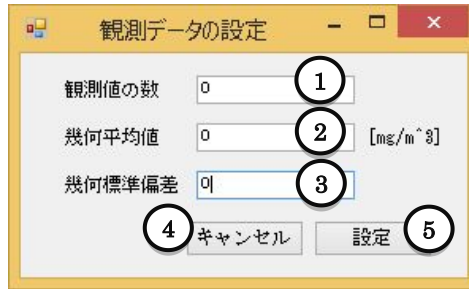 観測データの設定
観測値の数 0 1
幾何平均値 0 2 [mg/m^3]
幾何標準偏差 0 3
4 キャンセル 設定 5